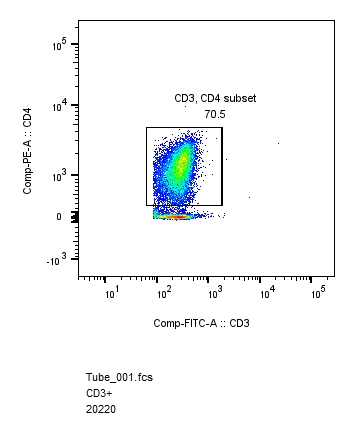 10^5
CD3, CD4 subset
10^4
70.5
Comp-PE-A :: CD4
10^3
0
-10^3
10^1 10^2 10^3 10^4 10^5
Comp-FITC-A :: CD3
Tube_001.fcs
CD3+
20220